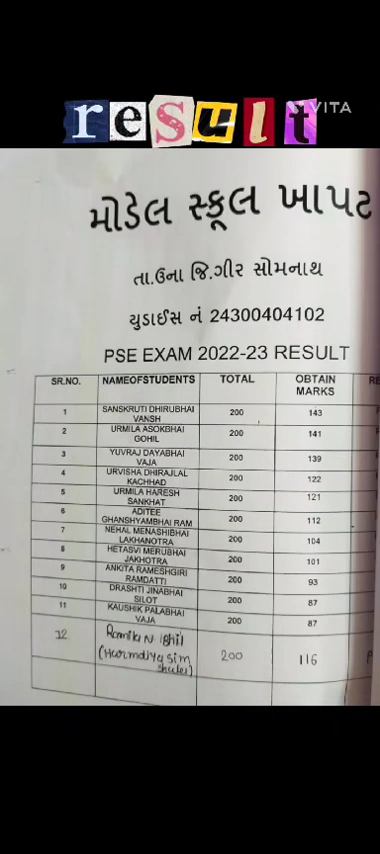 result
VITA
મોડેલ સ્કૂલ ખાપટ
તા.ઉના જિ.ગીર સોમનાથ
યુડાઈસ નં 24300404102
PSE EXAM 2022-23 RESULT
SR.NO. NAMEOFSTUDENTS TOTAL OBTAIN MARKS RE
1 SANSKRUTI DHIRUBHAI VANSH 200 143
2 URMILA ASOKBHAI GOHIL 200 141
3 YUVRAJ DAYABHAI VAJA 200 139
4 URVISHA DHIRAJLAL KACHHAD 200 122
5 URMILA HARESH SANKHAT 200 121
6 ADITEE GHANSHYAMBHAI RAM 200 112
7 NEHAL MENASHIBHAI LAKHANOTRA 200 104
8 HETASVI MERUBHAI JAKHOTRA 200 101
9 ANKITA RAMESHGIRI RAMDATTI 200 93
10 DRASHTI JINABHAI SILOT 200 87
11 KAUSHIK PALABHAI VAJA 200 87
12 200 116